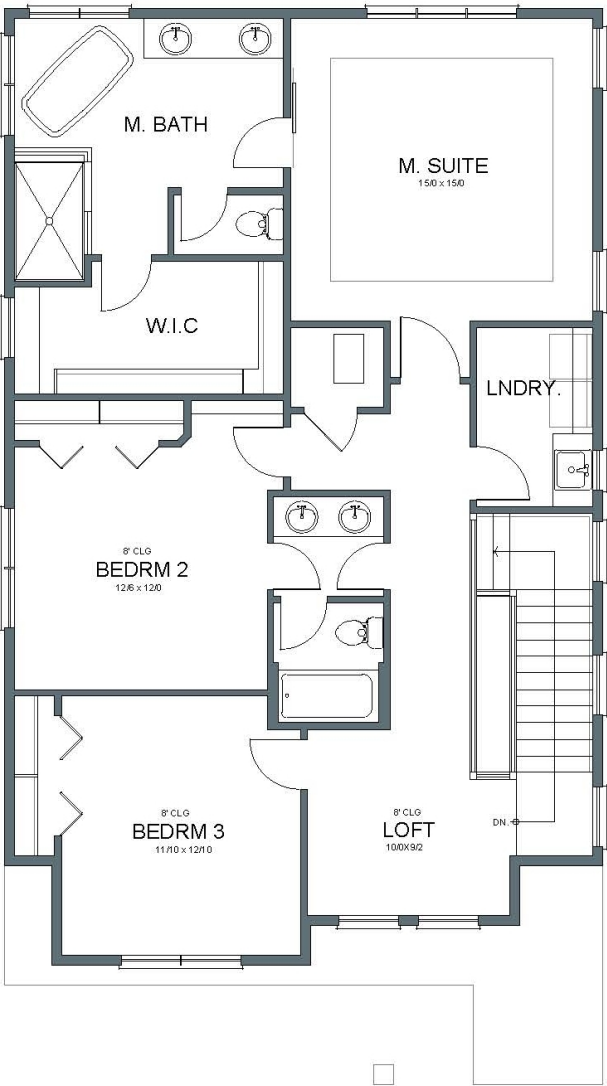 M. BATH
M. SUITE
15/0 x 15/0
W.I.C
LNDRY.
8' CLG
BEDRM 2
12/6 x 12/0
8' CLG
BEDRM 3
11/10 x 12/10
8' CLG
LOFT
10/0X9/2
DN.